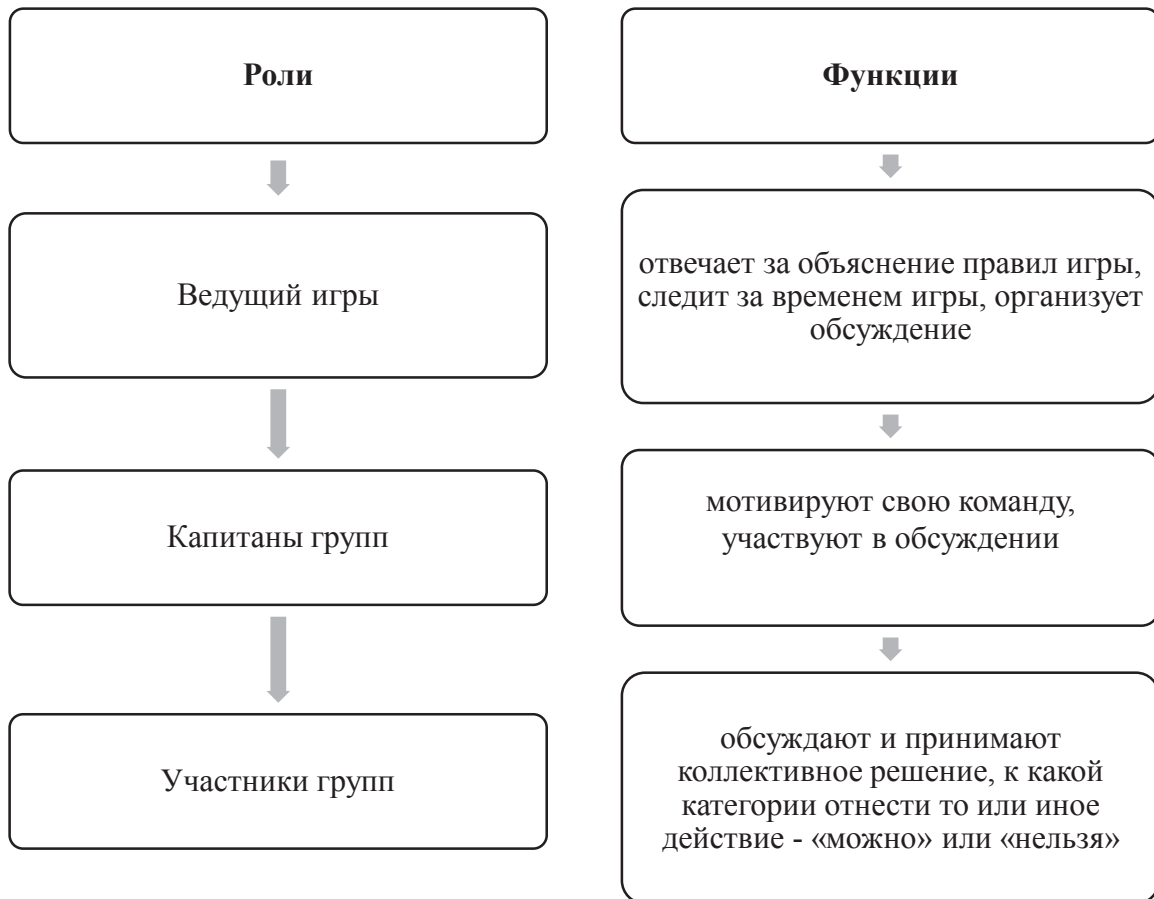 Роли
Ведущий игры
Капитаны групп
Участники групп
Функции
отвечает за объяснение правил игры,
следит за временем игры, организует
обсуждение
мотивируют свою команду,
участвуют в обсуждении
обсуждают и принимают
коллективное решение, к какой
категории отнести то или иное
действие - «можно» или «нельзя»